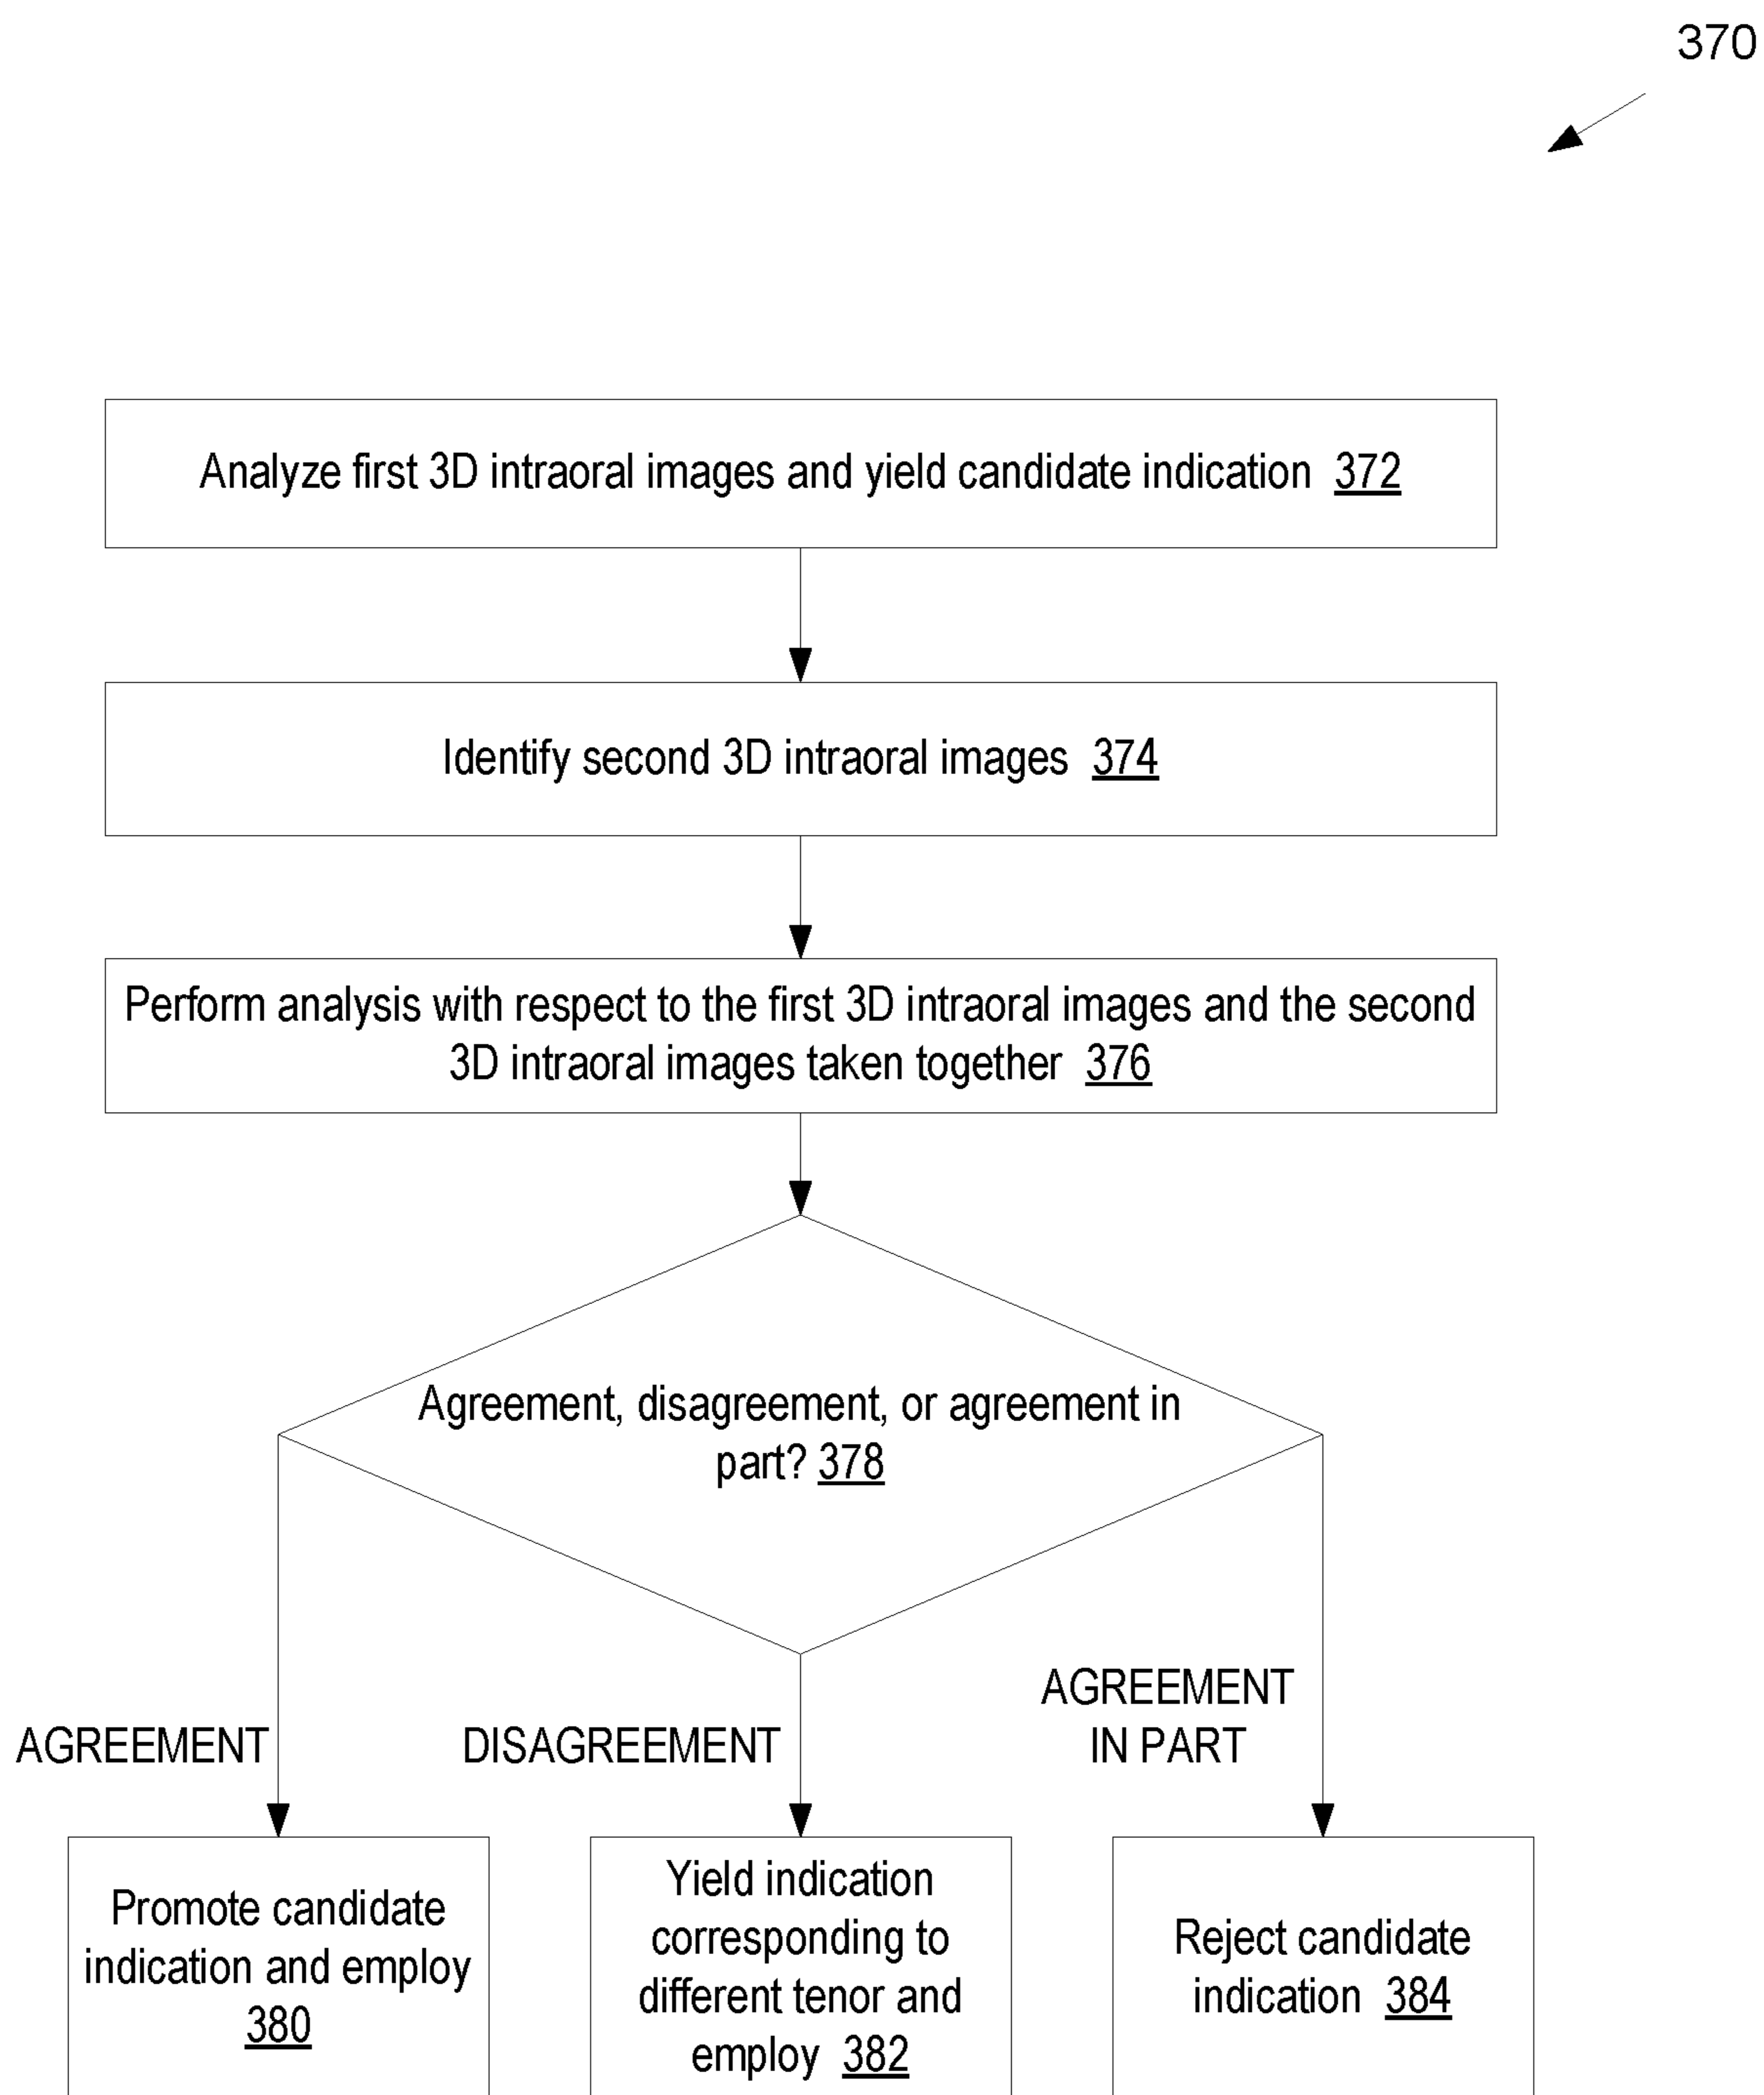 370
Analyze first 3D intraoral images and yield candidate indication 372
Identify second 3D intraoral images 374
Perform analysis with respect to the first 3D intraoral images and the second
3D intraoral images taken together 376
Agreement, disagreement, or agreement in
part? 378
AGREEMENT
DISAGREEMENT
AGREEMENT
IN PART
Promote candidate
indication and employ
380
Yield indication
corresponding to
different tenor and
employ 382
Reject candidate
indication 384